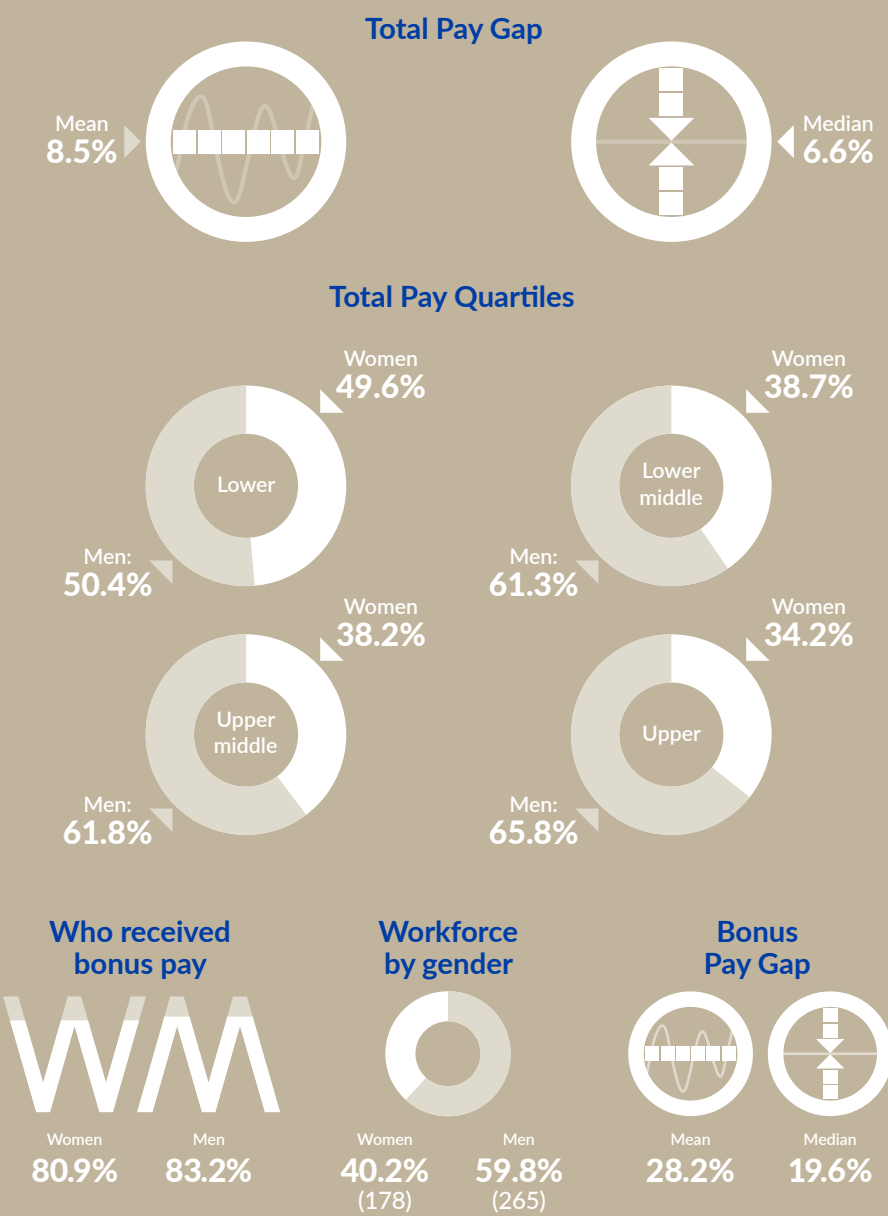 Total Pay Gap
Mean
8.5%
Median
6.6%
Total Pay Quartiles
Women
49.6%
Lower
Men:
50.4%
Women
38.7%
Lower
middle
Men:
61.3%
Women
38.2%
Upper
middle
Men:
61.8%
Women
34.2%
Upper
Men:
65.8%
Who received
bonus pay
WM
Women
80.9%
Men
83.2%
Workforce
by gender
Women
40.2%
(178)
Men
59.8%
(265)
Bonus
Pay Gap
Mean
28.2%
Median
19.6%